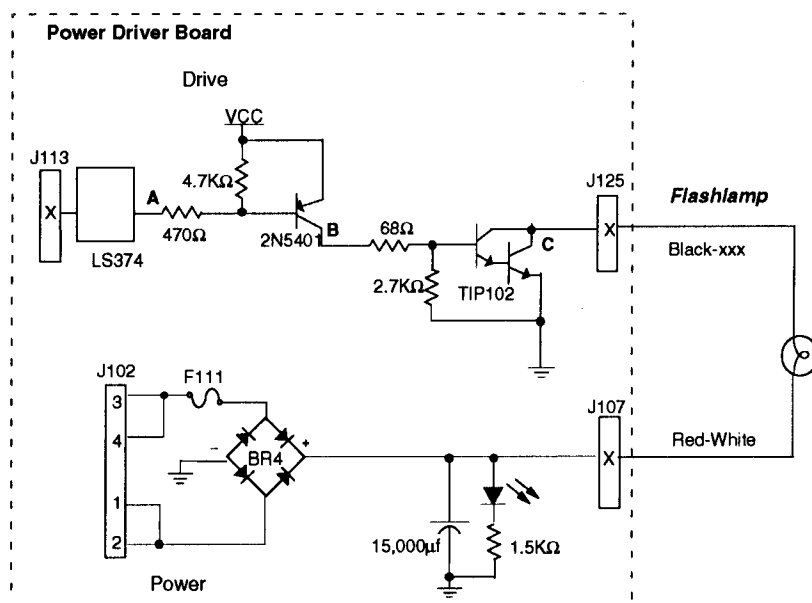 Power Driver Board
Drive
VCC
J113
J125
4.7KΩ
A
Flashlamp
X
B
68Ω
X
470Ω
2N5401
C
Black-xxx
LS374
2.7KΩ
TIP102
J102
F111
3
J107
4
-
BR4
+
Red-White
X
1
15,000µf
1.5KΩ
2
Power